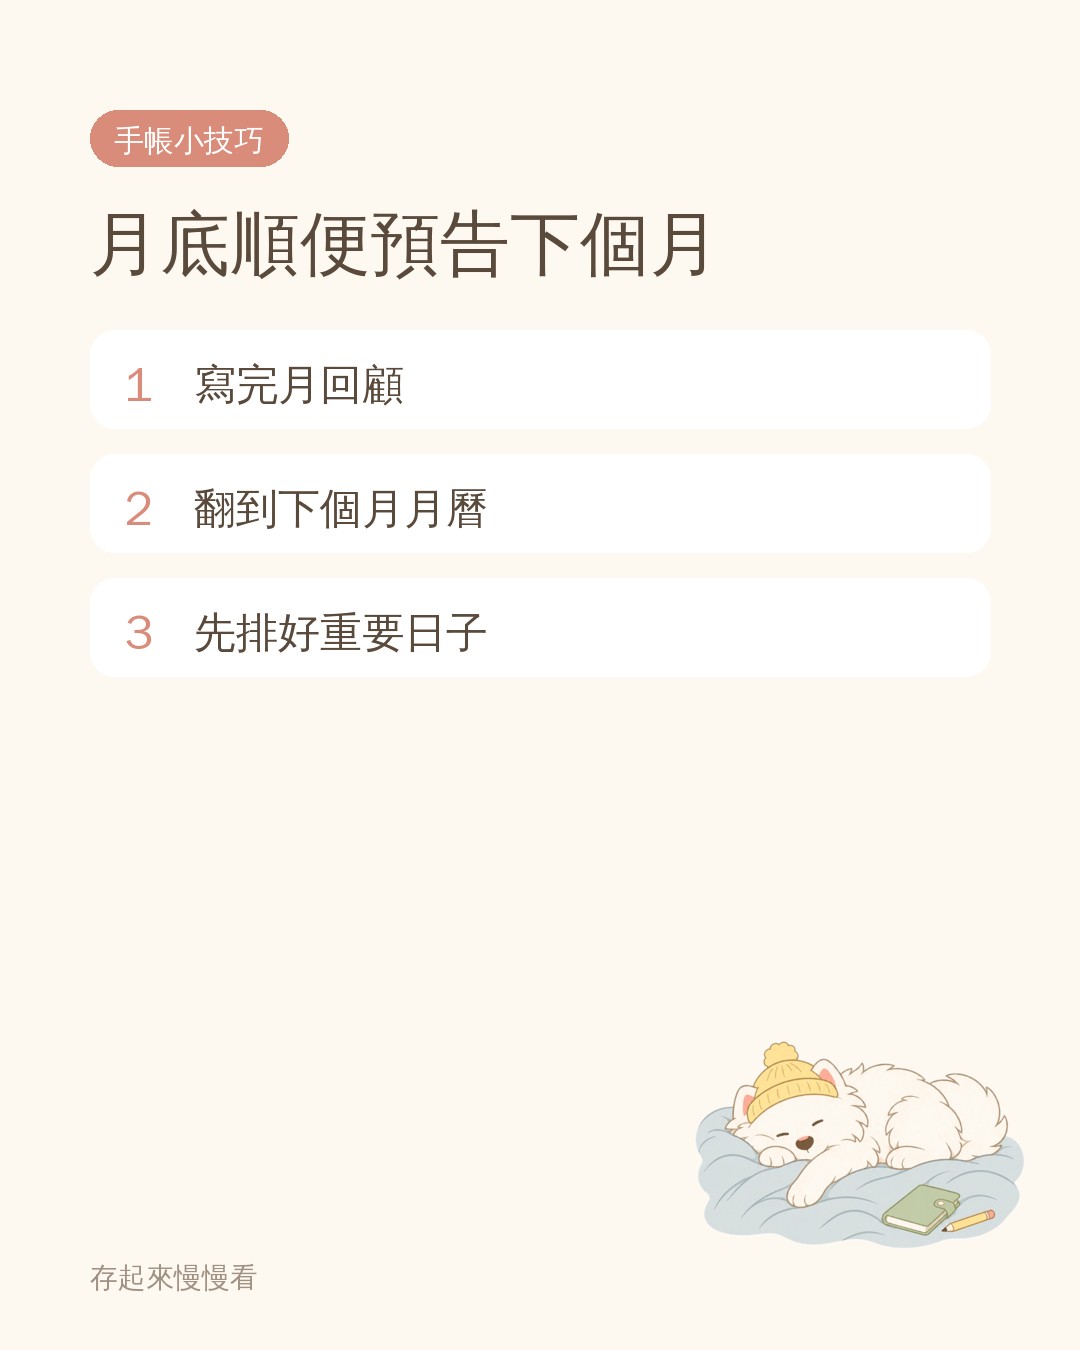 手帳小技巧
月底順便預告下個月
1 寫完月回顧
2 翻到下個月月曆
3 先排好重要日子
存起來慢慢看